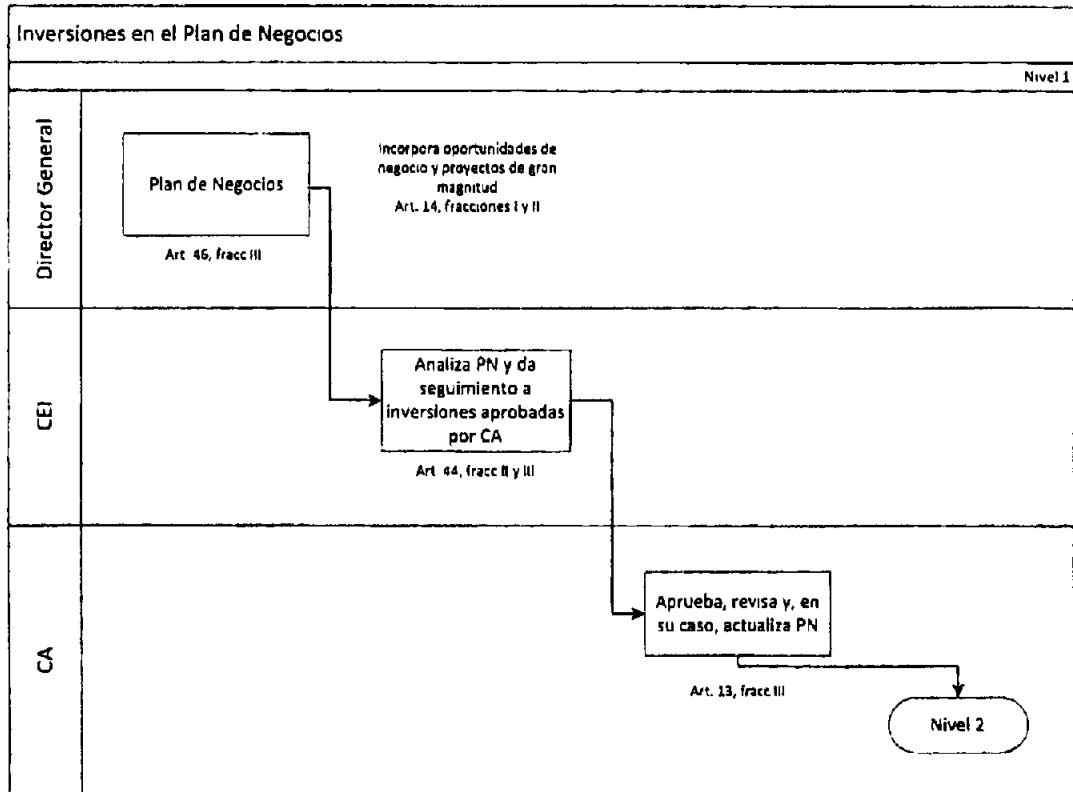 Inversiones en el Plan de Negocios
Nivel 1
Director General
Plan de Negocios
Art 46, fracc III
Incorpora oportunidades de
negocio y proyectos de gran
magnitud
Art. 14, fracciones I y II
CEI
Analiza PN y da
seguimiento a
inversiones aprobadas
por CA
Art 44, fracc II y III
CA
Aprueba, revisa y, en
su caso, actualiza PN
Art. 13, fracc III
Nivel 2